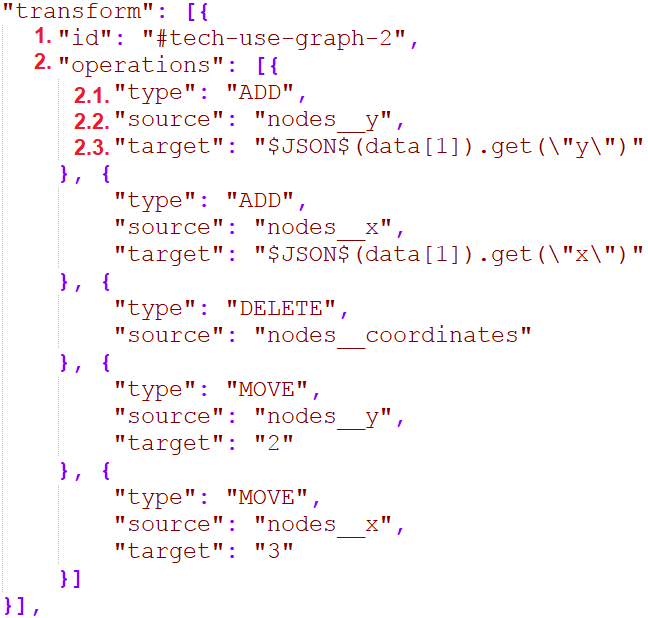 "transform": [{
1. "id": "#tech-use-graph-2",
2. "operations": [{
2.1. "type": "ADD",
2.2. "source": "nodes__y",
2.3. "target": "$JSON$(data[1]).get(\"y\")"
}, {
"type": "ADD",
"source": "nodes__x",
"target": "$JSON$(data[1]).get(\"x\")"
}, {
"type": "DELETE",
"source": "nodes__coordinates"
}, {
"type": "MOVE",
"source": "nodes__y",
"target": "2"
}, {
"type": "MOVE",
"source": "nodes__x",
"target": "3"
}]
}],